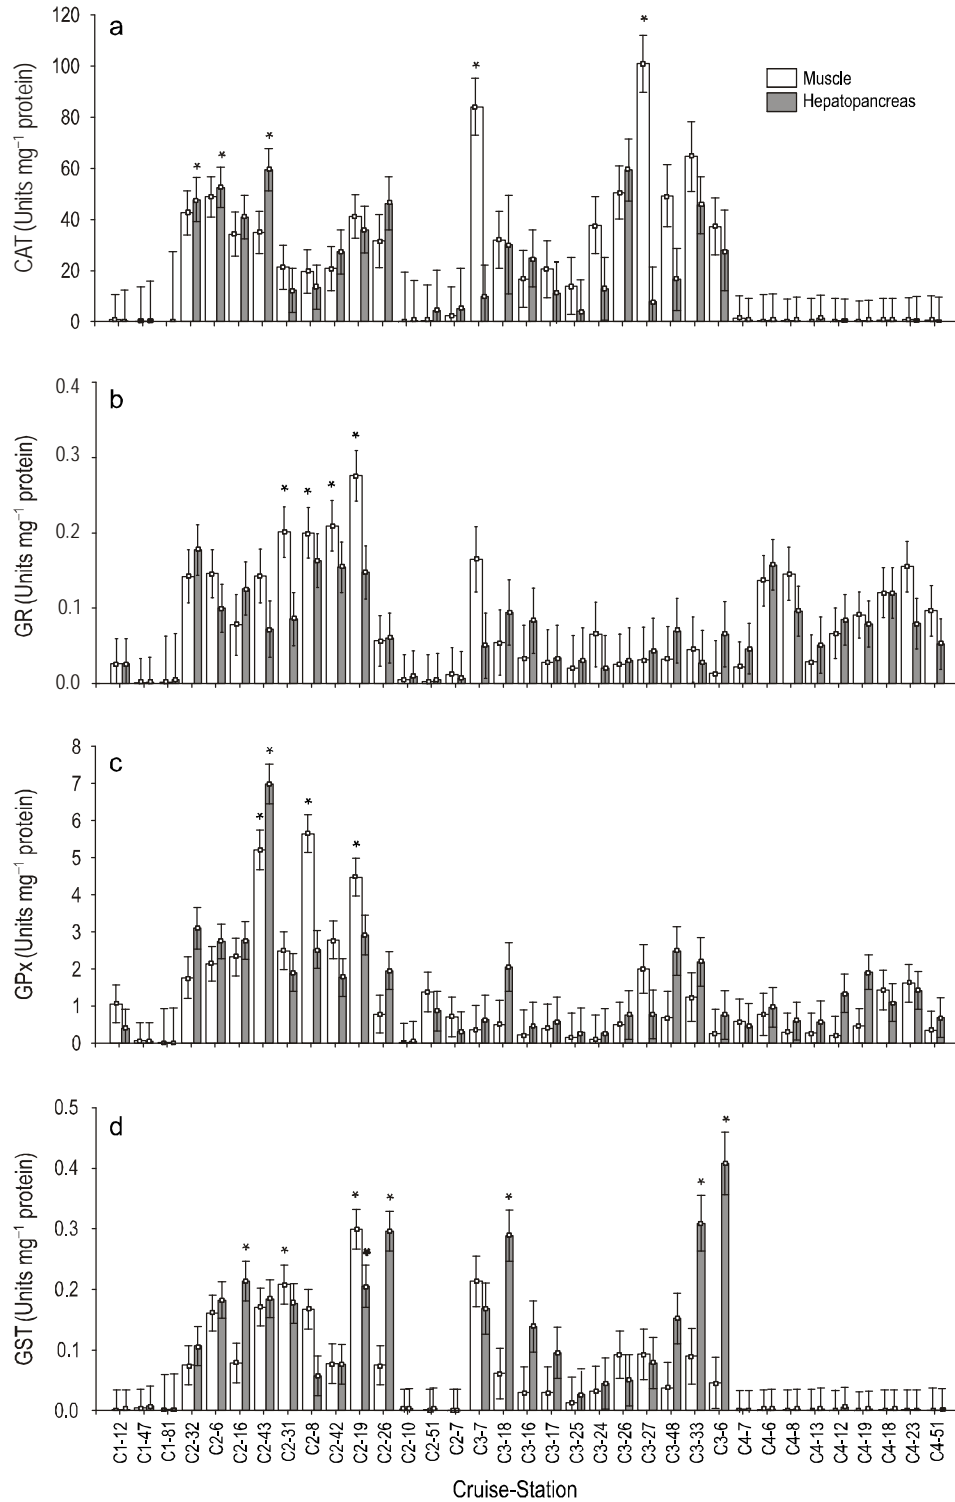 a
CAT (Units mg⁻¹ protein)
120
100
80
60
40
20
0
* * * * *
Muscle
Hepatopancreas
b
GR (Units mg⁻¹ protein)
0.4
0.3
0.2
0.1
0.0
* * * *
c
GPx (Units mg⁻¹ protein)
8
7
6
5
4
3
2
1
0
* * * *
d
GST (Units mg⁻¹ protein)
0.5
0.4
0.3
0.2
0.1
0.0
* * * * * * * *
C1-12
C1-47
C1-81
C2-32
C2-6
C2-16
C2-43
C2-31
C2-8
C2-42
C2-19
C2-26
C2-10
C2-51
C2-7
C3-7
C3-18
C3-16
C3-17
C3-25
C3-24
C3-26
C3-27
C3-48
C3-33
C3-6
C4-7
C4-6
C4-8
C4-13
C4-12
C4-19
C4-18
C4-23
C4-51
Cruise-Station